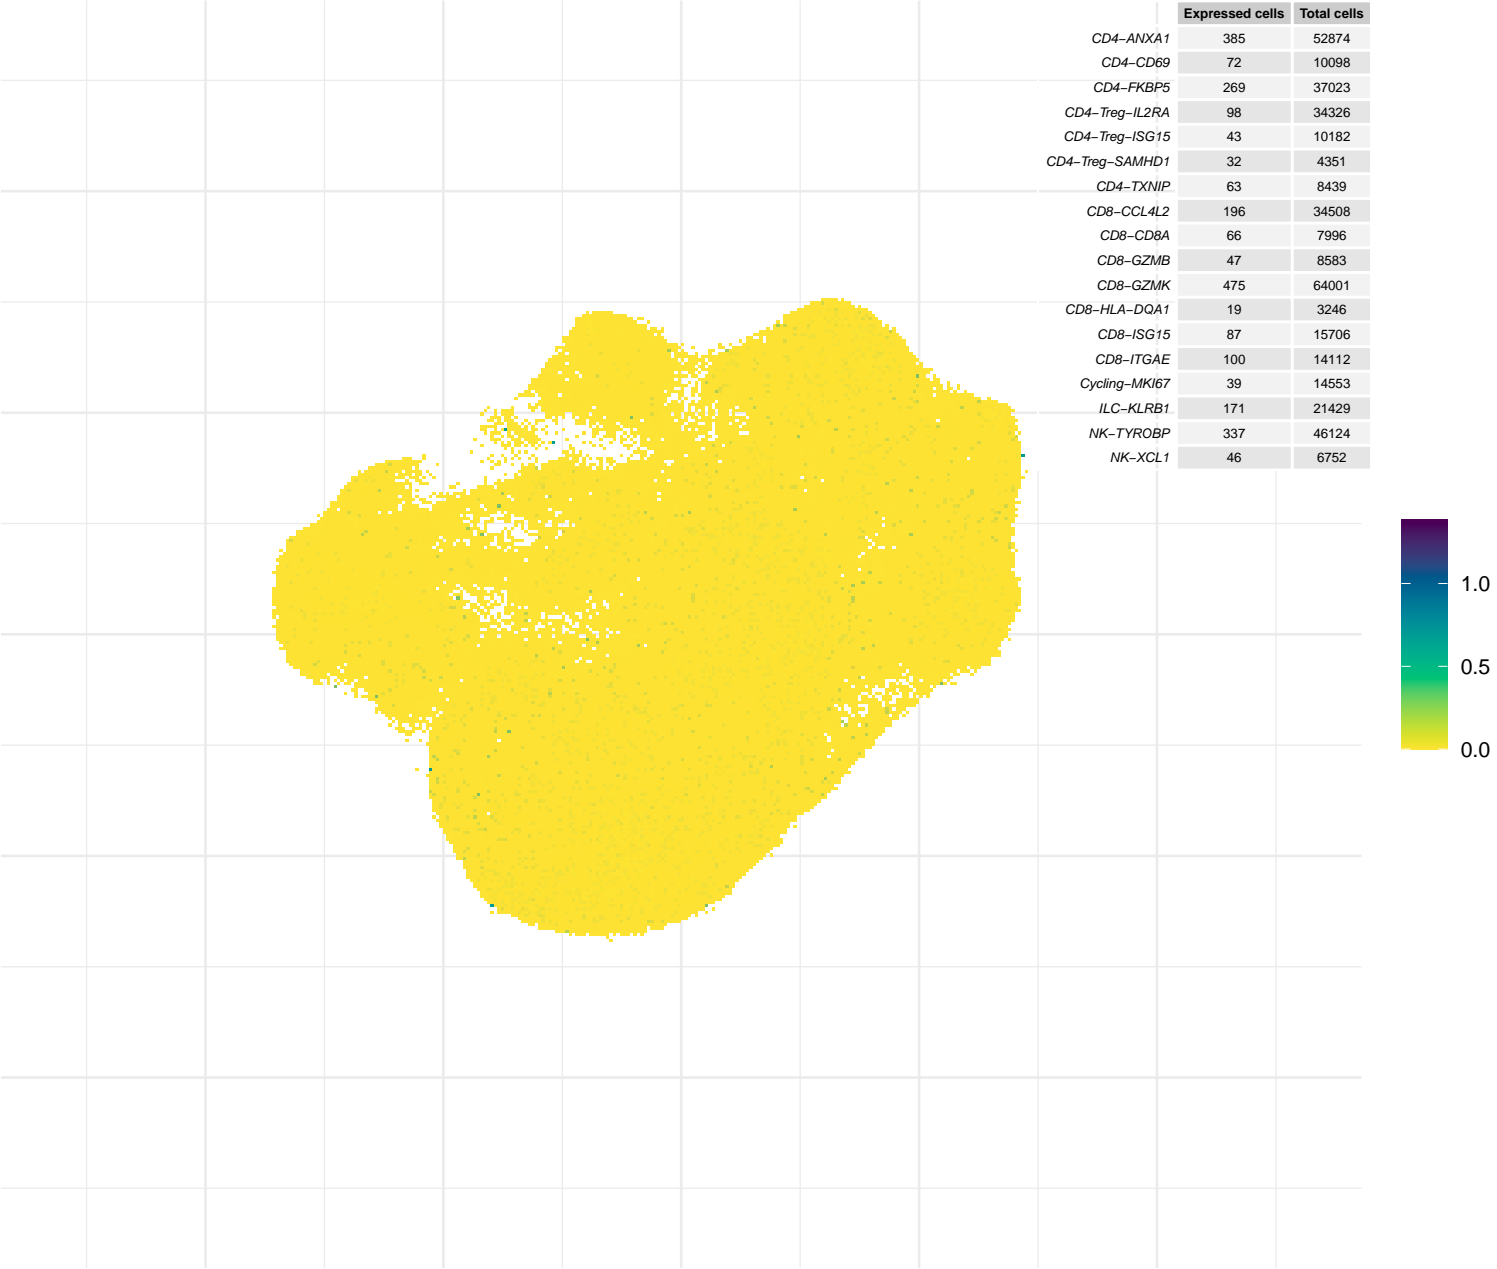 Expressed cells Total cells
CD4−ANXA1 385 52874
CD4−CD69 72 10098
CD4−FKBP5 269 37023
CD4−Treg−IL2RA 98 34326
CD4−Treg−ISG15 43 10182
CD4−Treg−SAMHD1 32 4351
CD4−TXNIP 63 8439
CD8−CCL4L2 196 34508
CD8−CD8A 66 7996
CD8−GZMB 47 8583
CD8−GZMK 475 64001
CD8−HLA−DQA1 19 3246
CD8−ISG15 87 15706
CD8−ITGAE 100 14112
Cycling−MKI67 39 14553
ILC−KLRB1 171 21429
NK−TYROBP 337 46124
NK−XCL1 46 6752
1.0
0.5
0.0